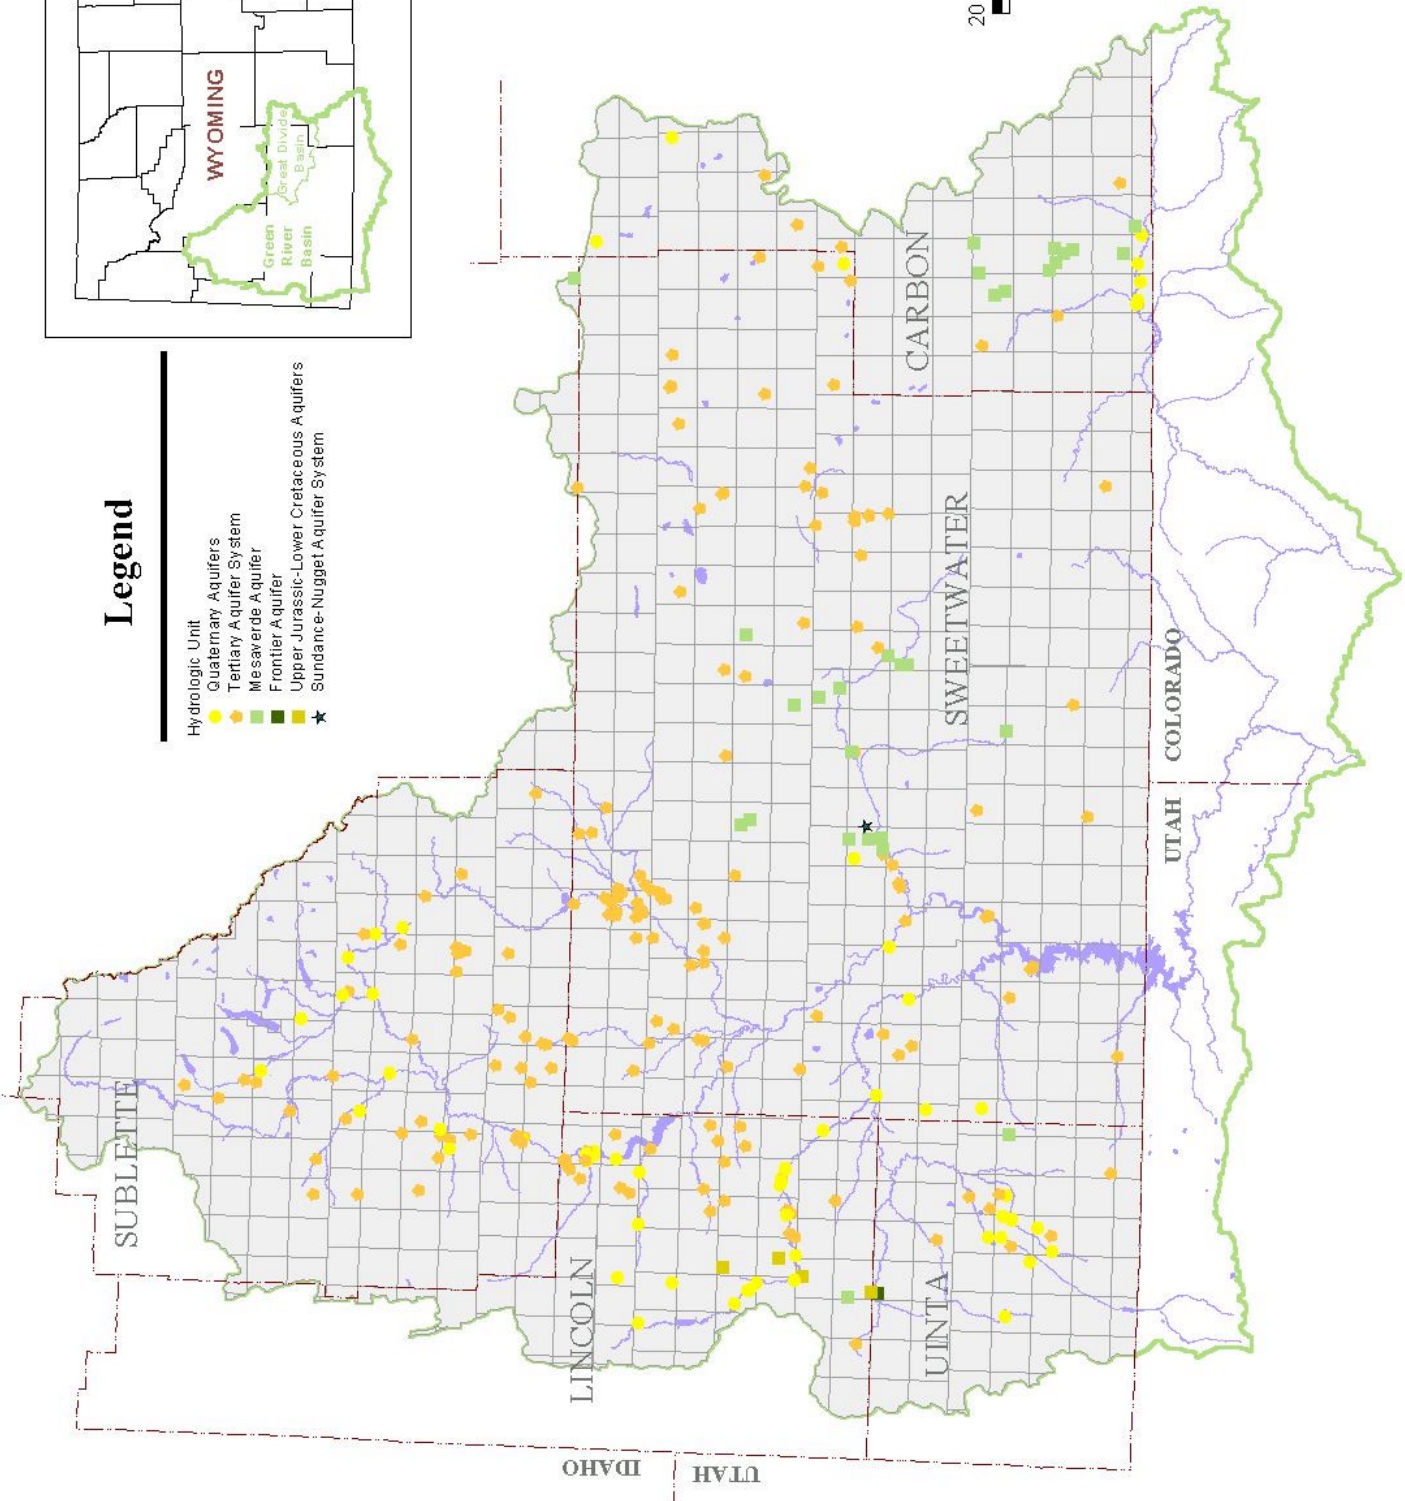 WYOMING
Great Divide
Basin
Green
River
Basin
Legend
Hydrologic Unit
Quaternary Aquifers
Tertiary Aquifer System
Mesaverde Aquifer
Frontier Aquifer
Upper Jurassic-Lower Cretaceous Aquifers
Sundance-Nugget Aquifer System
20
SUBLETTE
LINCOLN
UINTA
SWEETWATER
CARBON
IDAHO
UTAH
UTAH
COLORADO